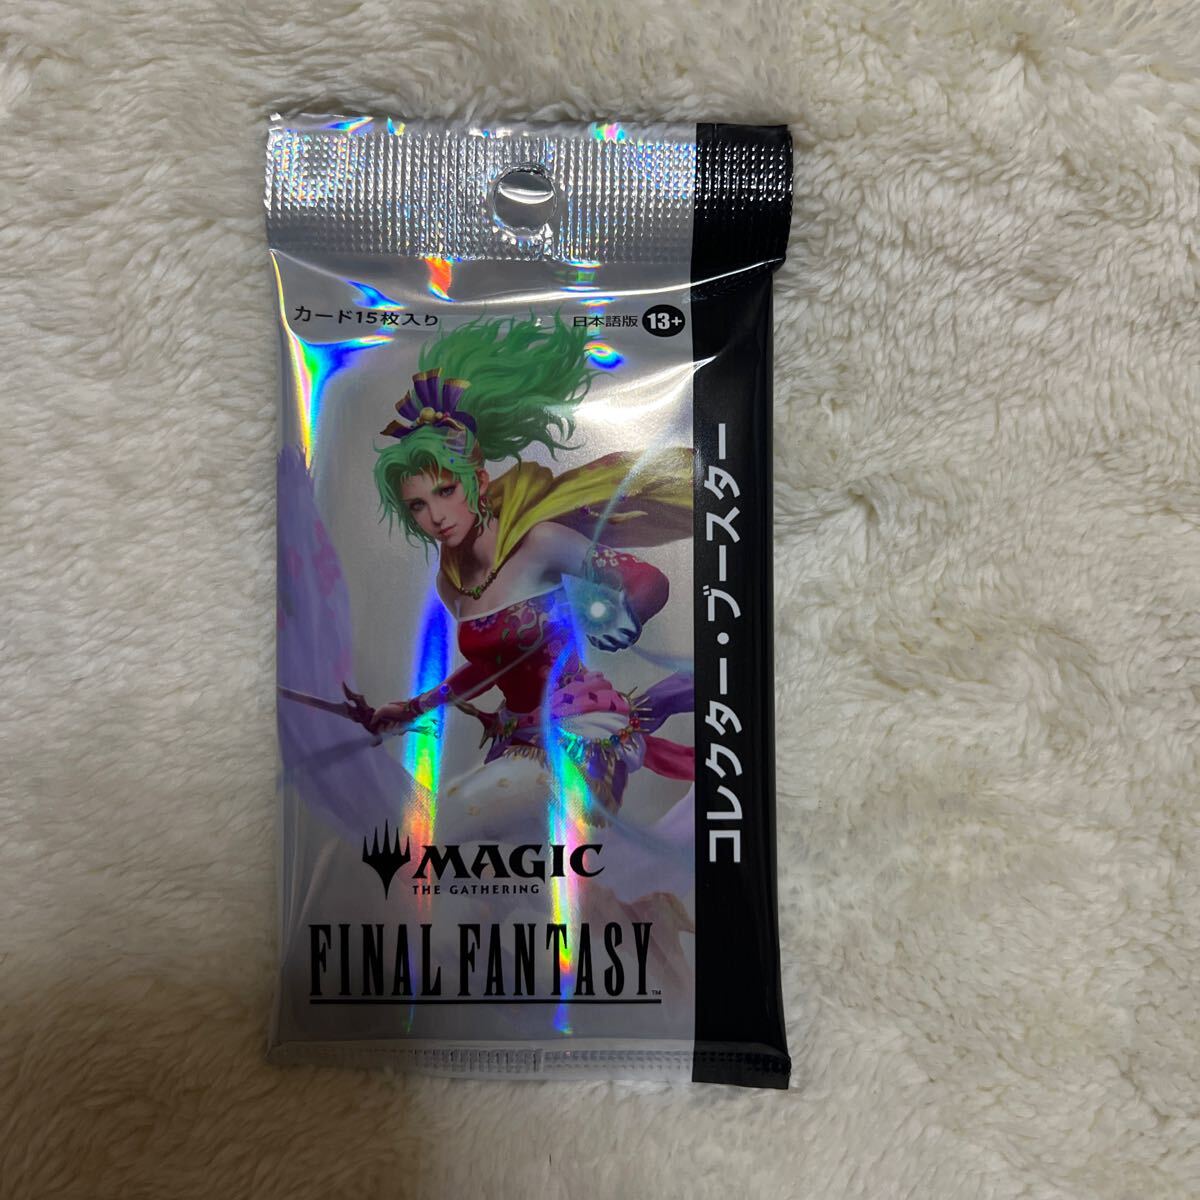 カード15枚入り
日本語版 13+
コレクター・ブースター
MAGIC
THE GATHERING
FINAL FANTASY™